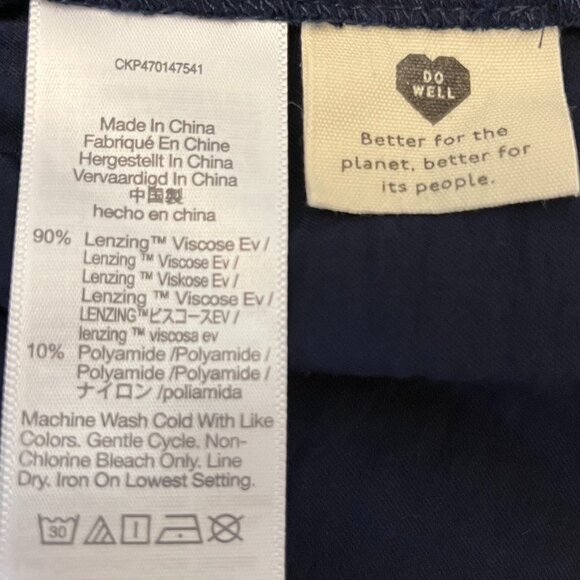 CKP470147541
Made In China
Fabriqué En Chine
Hergestellt In China
Vervaardigd In China
中国製
hecho en china
90% Lenzing™ Viscose Ev /
Lenzing ™ Viscose Ev /
Lenzing ™ Viskose Ev /
Lenzing ™ Viscose Ev /
LENZING™ビスコースEV /
lenzing ™ viscosa ev
10% Polyamide /Polyamide /
Polyamide /Polyamide /
ナイロン /poliamida
Machine Wash Cold With Like
Colors. Gentle Cycle. Non-
Chlorine Bleach Only. Line
Dry. Iron On Lowest Setting.
30
DO
WELL
Better for the
planet, better for
its people.